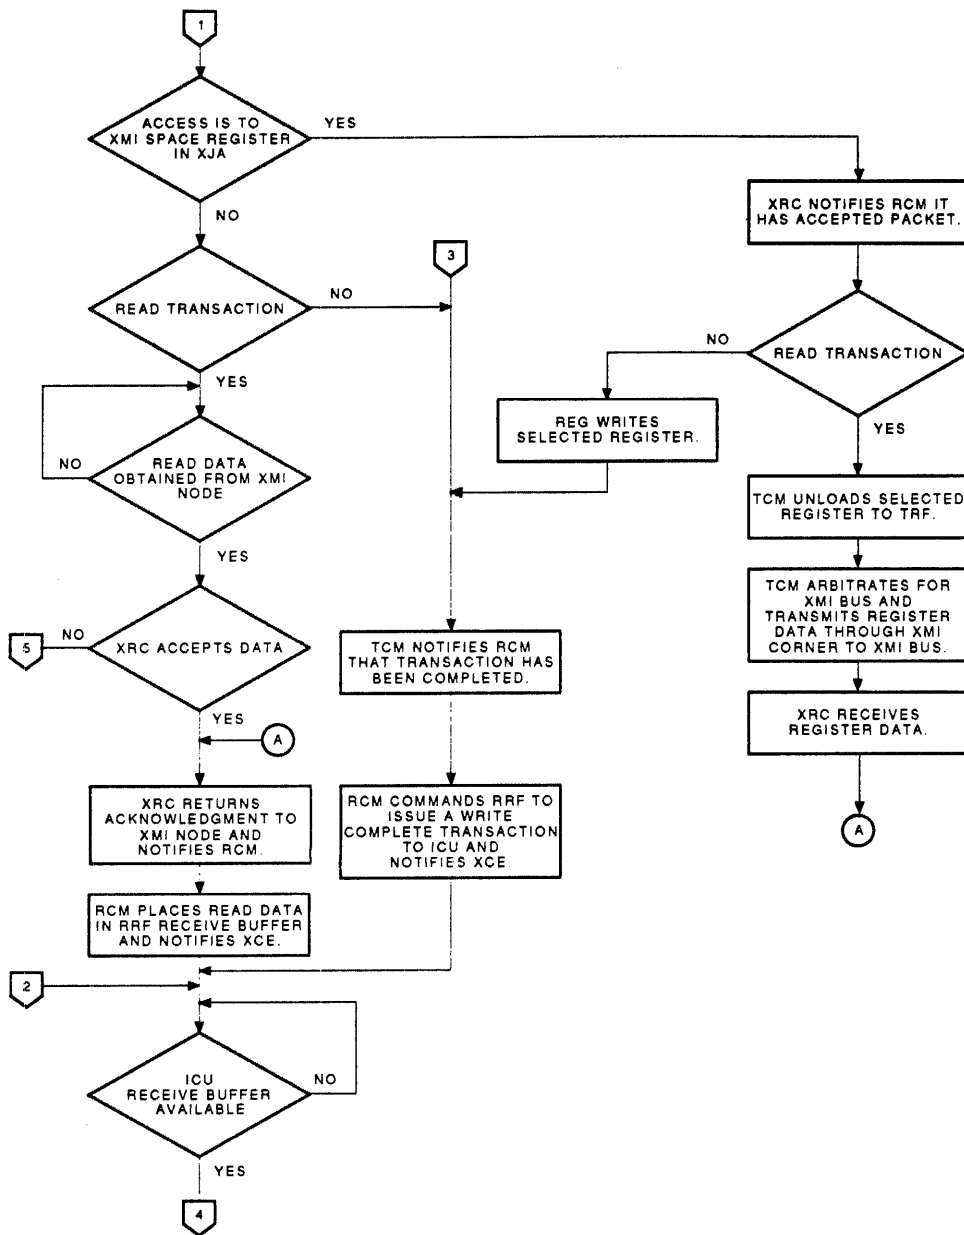 1
ACCESS IS TO
XMI SPACE REGISTER
IN XJA
YES
NO
XRC NOTIFIES RCM IT
HAS ACCEPTED PACKET.
3
READ TRANSACTION
NO
YES
READ TRANSACTION
NO
YES
REG WRITES
SELECTED REGISTER.
READ DATA
OBTAINED FROM XMI
NODE
NO
YES
TCM UNLOADS SELECTED
REGISTER TO TRF.
TCM ARBITRATES FOR
XMI BUS AND
TRANSMITS REGISTER
DATA THROUGH XMI
CORNER TO XMI BUS.
5
NO
XRC ACCEPTS DATA
YES
TCM NOTIFIES RCM
THAT TRANSACTION HAS
BEEN COMPLETED.
XRC RECEIVES
REGISTER DATA.
A
A
XRC RETURNS
ACKNOWLEDGMENT TO
XMI NODE AND
NOTIFIES RCM.
RCM COMMANDS RRF TO
ISSUE A WRITE
COMPLETE TRANSACTION
TO ICU AND
NOTIFIES XCE.
RCM PLACES READ DATA
IN RRF RECEIVE BUFFER
AND NOTIFIES XCE.
2
ICU
RECEIVE BUFFER
AVAILABLE
NO
YES
4